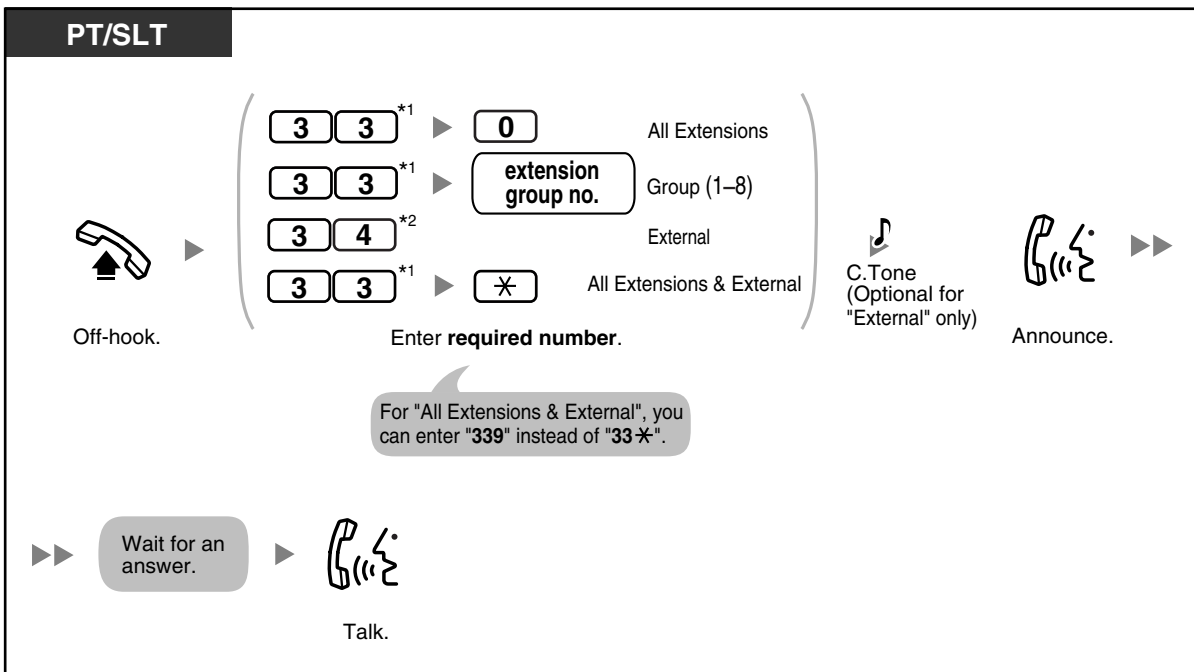 PT/SLT
3 3 *1 0 All Extensions
3 3 *1 extension group no. Group (1–8)
3 4 *2 External
3 3 *1 ✳ All Extensions & External
C.Tone
(Optional for
"External" only)
Off-hook.
Enter required number.
Announce.
For "All Extensions & External", you
can enter "339" instead of "33✳".
Wait for an
answer.
Talk.